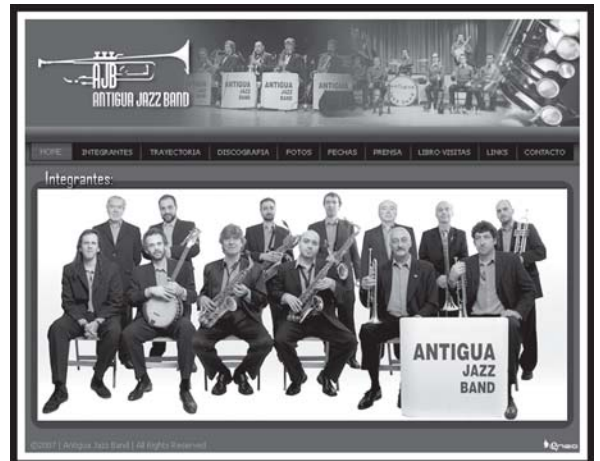 AJB
ANTIGUA JAZZ BAND
ANTIGUA
JAZZ
BAND
ANTIGUA
JAZZ
BAND
HOME INTEGRANTES TRAYECTORIA DISCOGRAFIA FOTOS FECHAS PRENSA LIBRO VISITAS LINKS CONTACTO
Integrantes:
ANTIGUA
JAZZ
BAND
©2007 | Antigua Jazz Band | All Rights Reserved